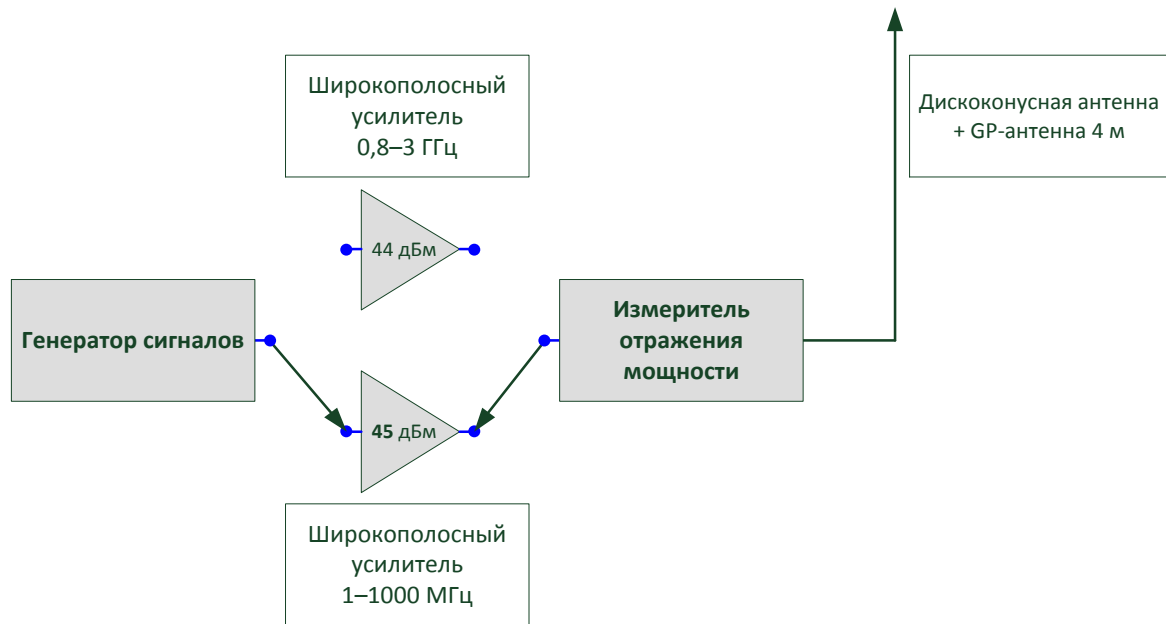 Широкополосный
усилитель
0,8–3 ГГц
Дискоконусная антенна
+ GP-антенна 4 м
44 дБм
Генератор сигналов
Измеритель
отражения
мощности
45 дБм
Широкополосный
усилитель
1–1000 МГц